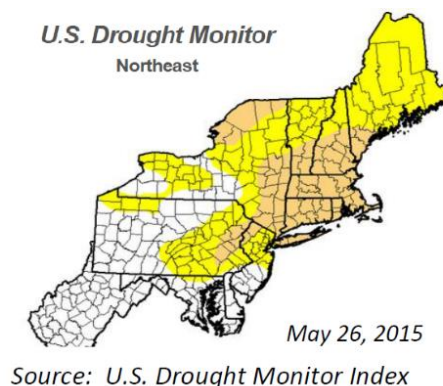 U.S. Drought Monitor
Northeast
May 26, 2015
Source: U.S. Drought Monitor Index